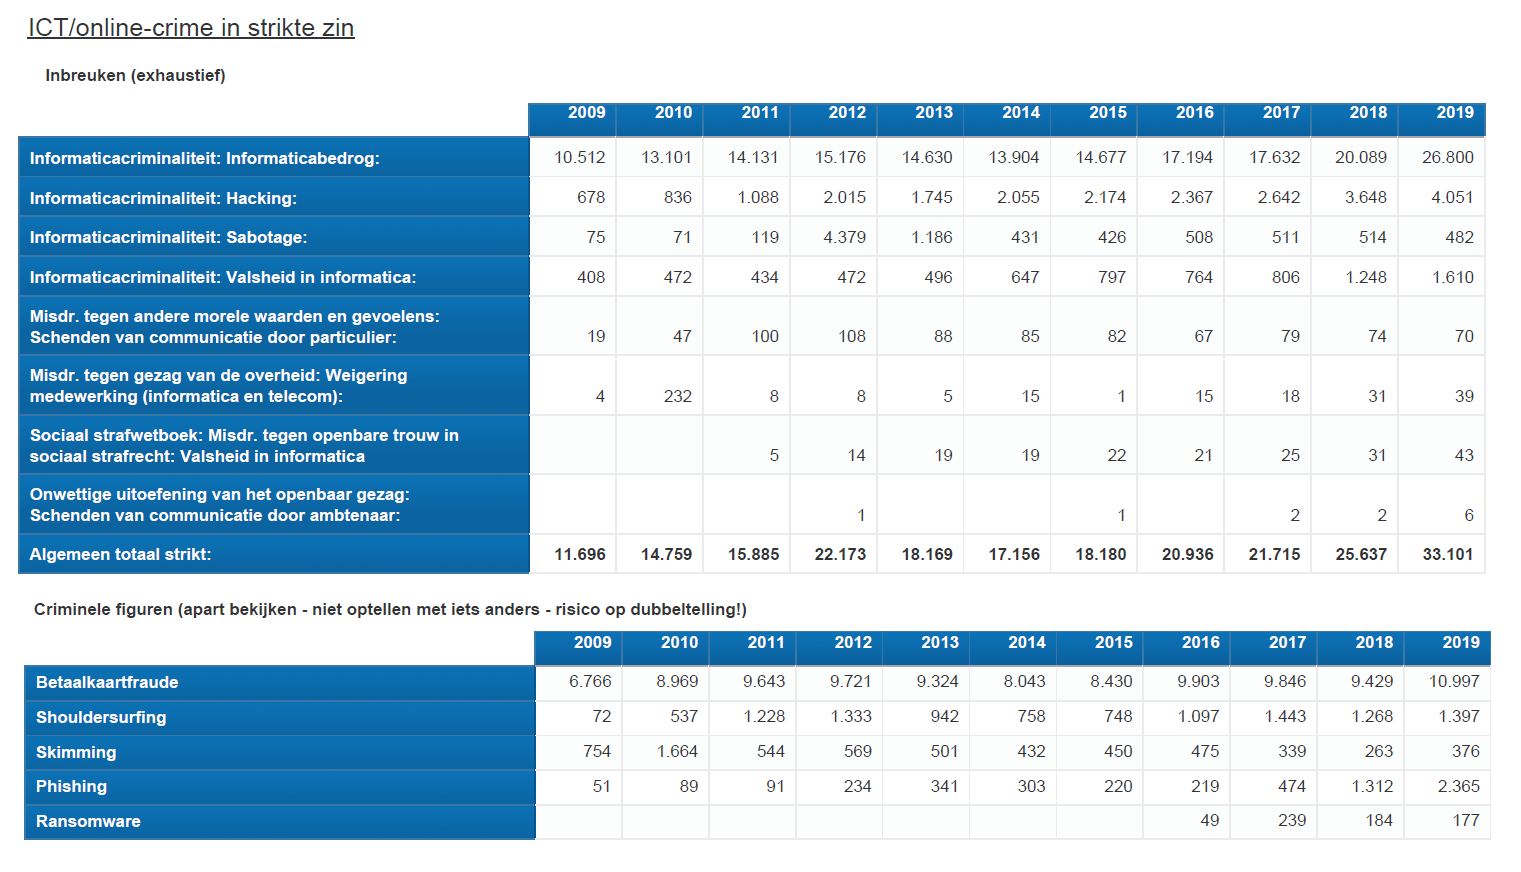 ICT/online-crime in strikte zin
Inbreuken (exhaustief)
2009 2010 2011 2012 2013 2014 2015 2016 2017 2018 2019
Informaticacriminaliteit: Informaticabedrog: 10.512 13.101 14.131 15.176 14.630 13.904 14.677 17.194 17.632 20.089 26.800
Informaticacriminaliteit: Hacking: 678 836 1.088 2.015 1.745 2.055 2.174 2.367 2.642 3.648 4.051
Informaticacriminaliteit: Sabotage: 75 71 119 4.379 1.186 431 426 508 511 514 482
Informaticacriminaliteit: Valsheid in informatica: 408 472 434 472 496 647 797 764 806 1.248 1.610
Misdr. tegen andere morele waarden en gevoelens:
Schenden van communicatie door particulier: 19 47 100 108 88 85 82 67 79 74 70
Misdr. tegen gezag van de overheid: Weigering
medewerking (informatica en telecom): 4 232 8 8 5 15 1 15 18 31 39
Sociaal strafwetboek: Misdr. tegen openbare trouw in
sociaal strafrecht: Valsheid in informatica 5 14 19 19 22 21 25 31 43
Onwettige uitoefening van het openbaar gezag:
Schenden van communicatie door ambtenaar: 1 1 2 2 6
Algemeen totaal strikt: 11.696 14.759 15.885 22.173 18.169 17.156 18.180 20.936 21.715 25.637 33.101
Criminele figuren (apart bekijken - niet optellen met iets anders - risico op dubbeltelling!)
2009 2010 2011 2012 2013 2014 2015 2016 2017 2018 2019
Betaalkaartfraude 6.766 8.969 9.643 9.721 9.324 8.043 8.430 9.903 9.846 9.429 10.997
Shouldersurfing 72 537 1.228 1.333 942 758 748 1.097 1.443 1.268 1.397
Skimming 754 1.664 544 569 501 432 450 475 339 263 376
Phishing 51 89 91 234 341 303 220 219 474 1.312 2.365
Ransomware 49 239 184 177